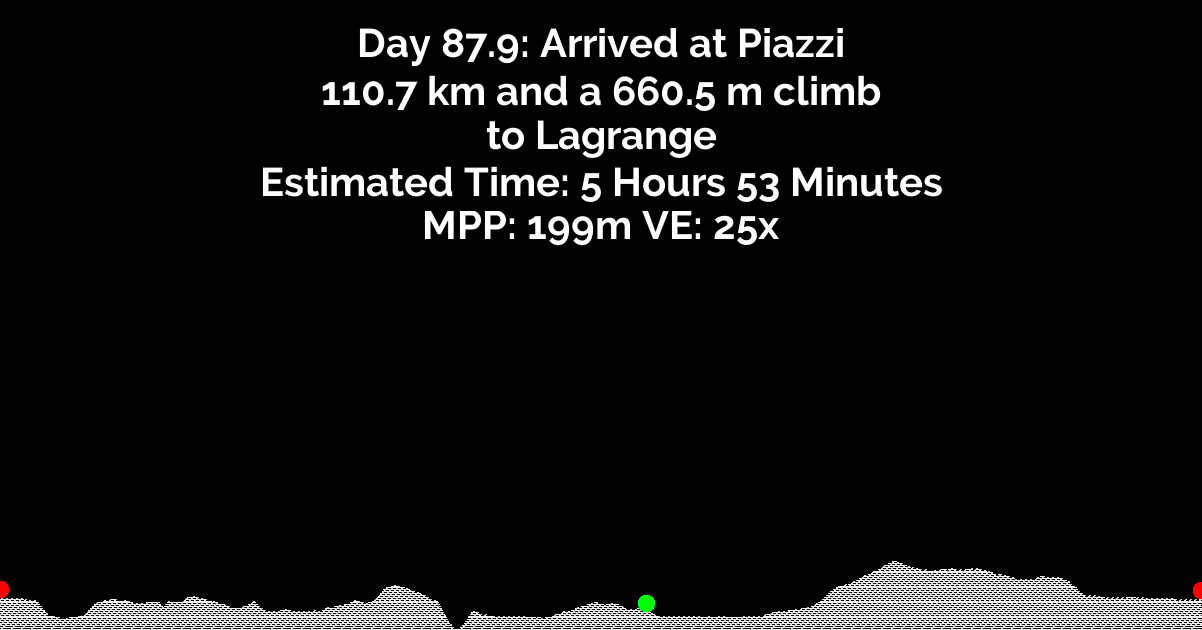 Day 87.9: Arrived at Piazzi
110.7 km and a 660.5 m climb
to Lagrange
Estimated Time: 5 Hours 53 Minutes
MPP: 199m VE: 25x